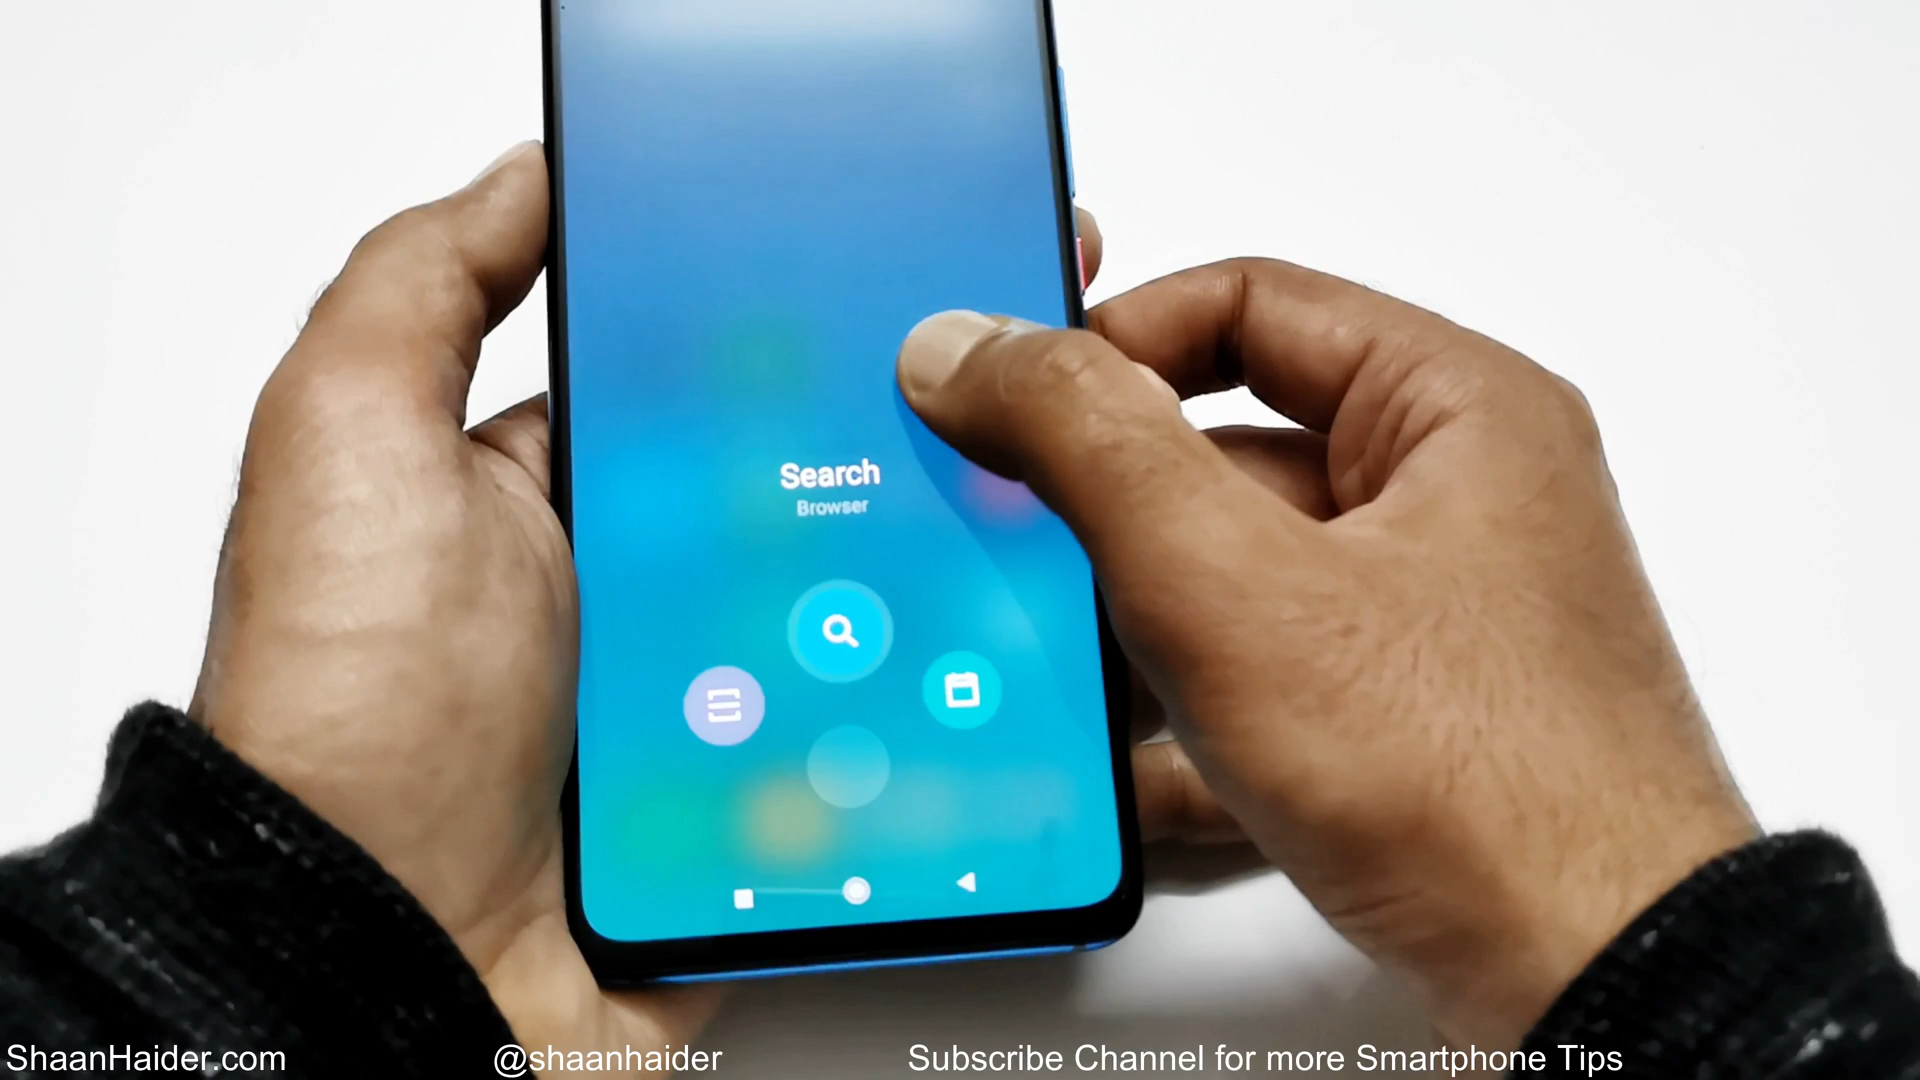 Search
Browser
ShaanHaider.com
@shaanhaider
Subscribe Channel for more Smartphone Tips